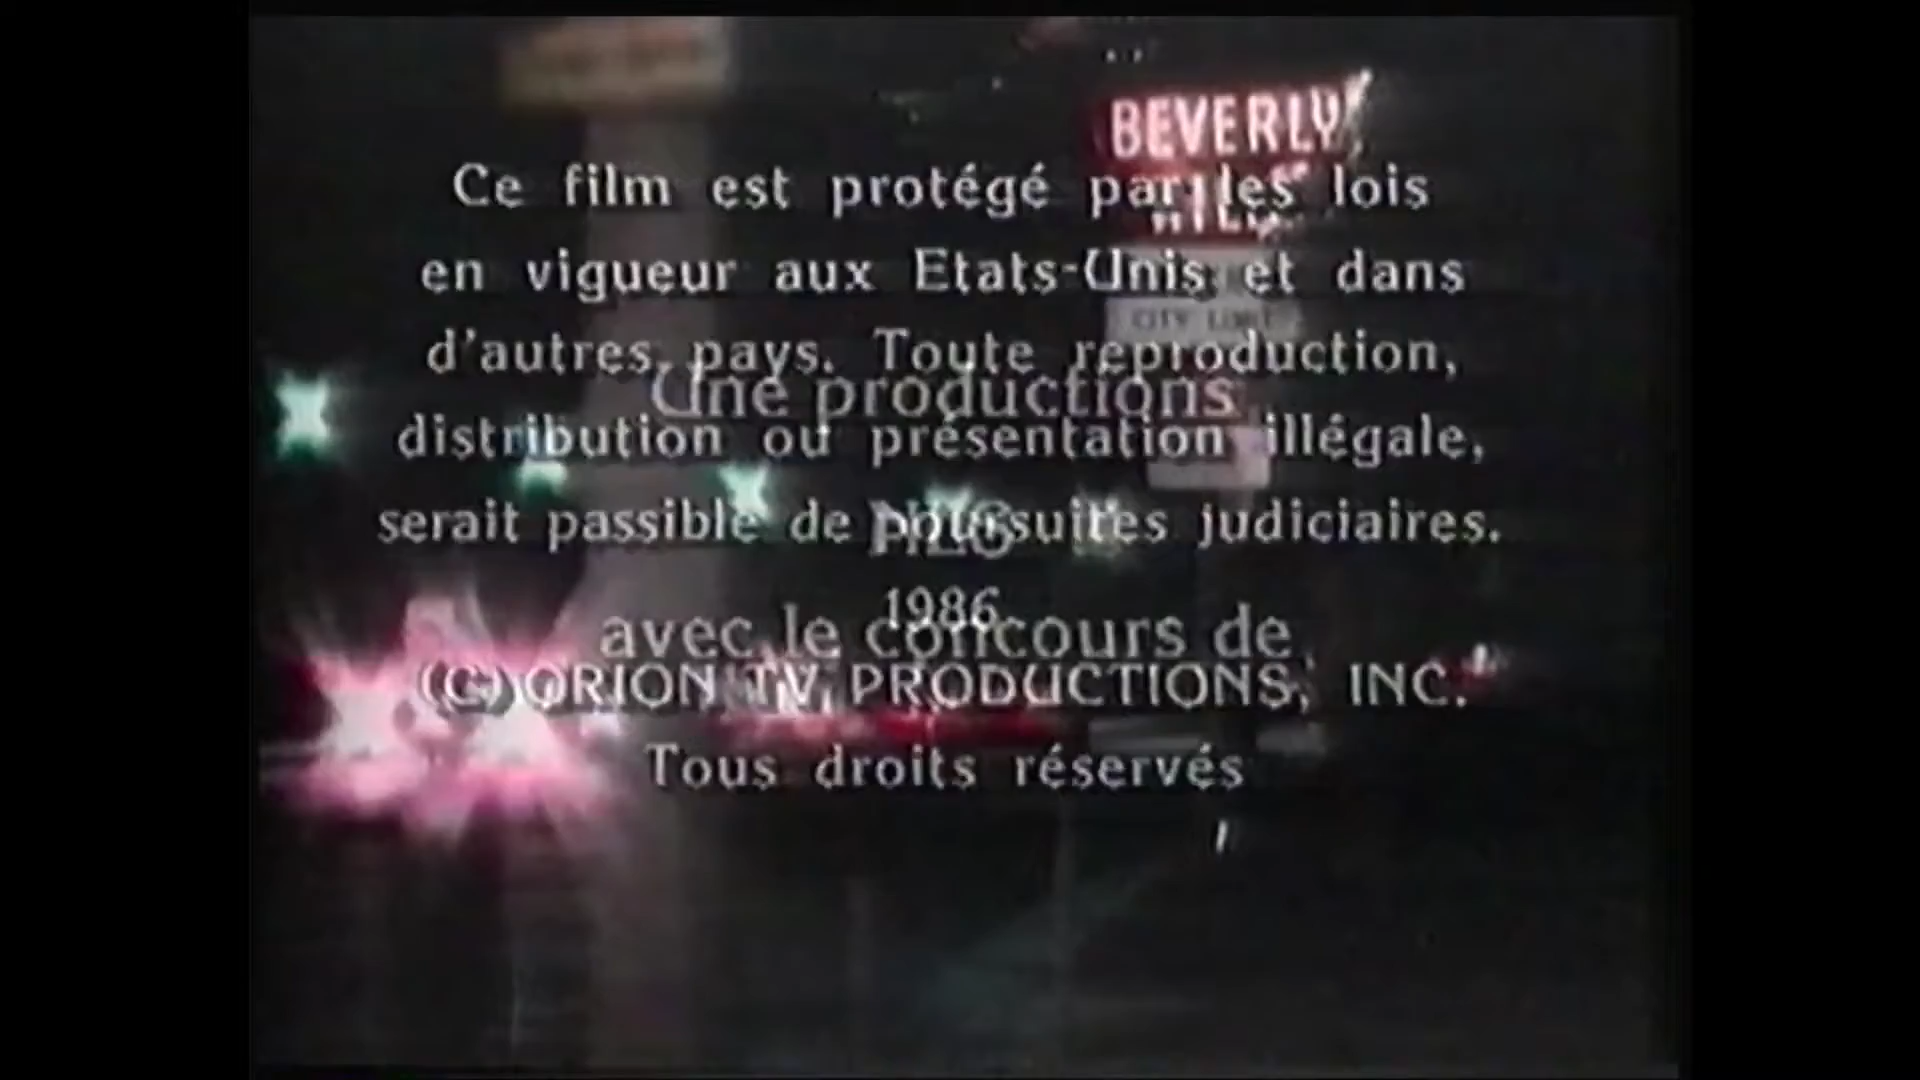 BEVERLY
Ce film est protégé par les lois
en vigueur aux Etats-Unis et dans
CITY LIMIT
d'autres pays. Toute reproduction,
Une productions
distribution ou présentation illégale,
serait passible de poursuites judiciaires.
1986
avec le concours de
(C) ORION TV PRODUCTIONS, INC.
Tous droits réservés